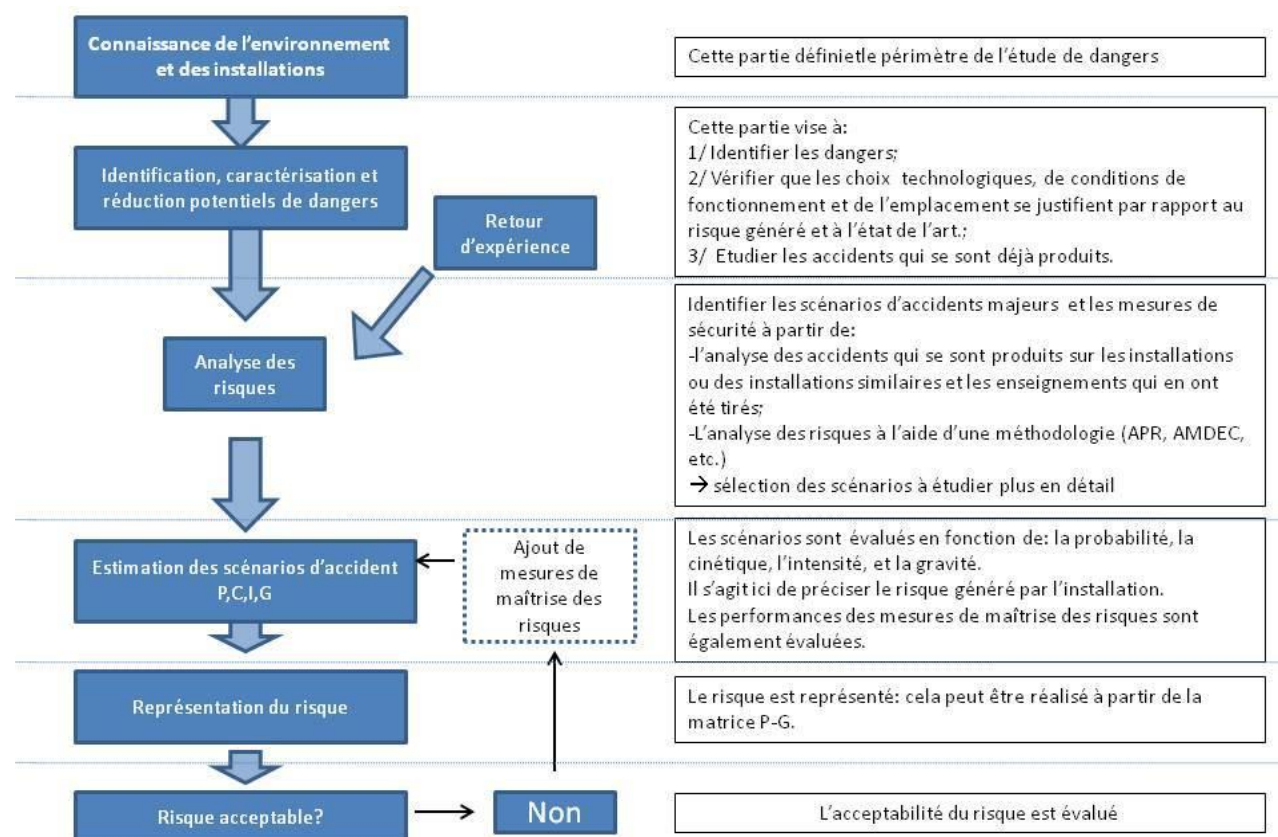 Connaissance de l'environnement
et des installations
Cette partie définietle périmètre de l'étude de dangers
Identification, caractérisation et
réduction potentiels de dangers
Retour
d'expérience
Cette partie vise à:
1/ Identifier les dangers;
2/ Vérifier que les choix technologiques, de conditions de
fonctionnement et de l'emplacement se justifient par rapport au
risque généré et à l'état de l'art.;
3/ Etudier les accidents qui se sont déjà produits.
Analyse des
risques
Identifier les scénarios d'accidents majeurs et les mesures de
sécurité à partir de:
-l'analyse des accidents qui se sont produits sur les installations
ou des installations similaires et les enseignements qui en ont
été tirés;
-L'analyse des risques à l'aide d'une méthodologie (APR, AMDEC,
etc.)
→ sélection des scénarios à étudier plus en détail
Estimation des scénarios d'accident
P,C,I,G
Ajout de
mesures de
maîtrise des
risques
Les scénarios sont évalués en fonction de: la probabilité, la
cinétique, l'intensité, et la gravité.
Il s'agit ici de préciser le risque généré par l'installation.
Les performances des mesures de maîtrise des risques sont
également évaluées.
Représentation du risque
Le risque est représenté: cela peut être réalisé à partir de la
matrice P-G.
Risque acceptable?
Non
L'acceptabilité du risque est évalué